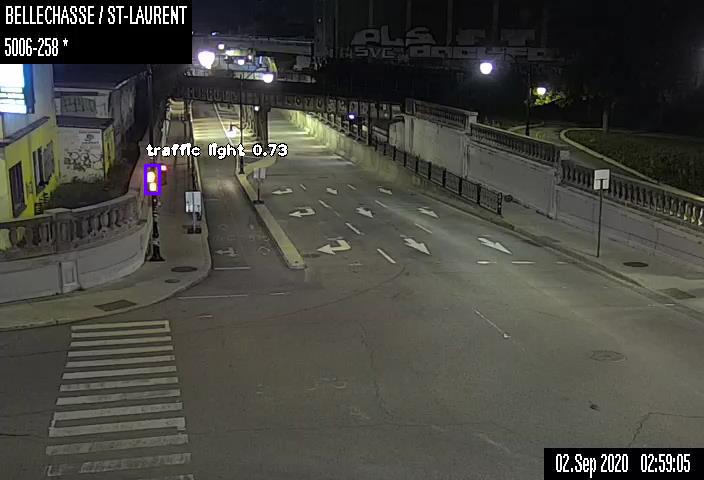 BELLECHASSE / ST-LAURENT
5006-258 *
traffic light 0.73
02.Sep 2020 02:59:05